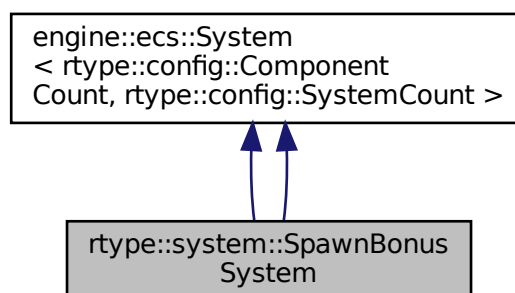 engine::ecs::System
< rtype::config::Component
Count, rtype::config::SystemCount >
rtype::system::SpawnBonus
System